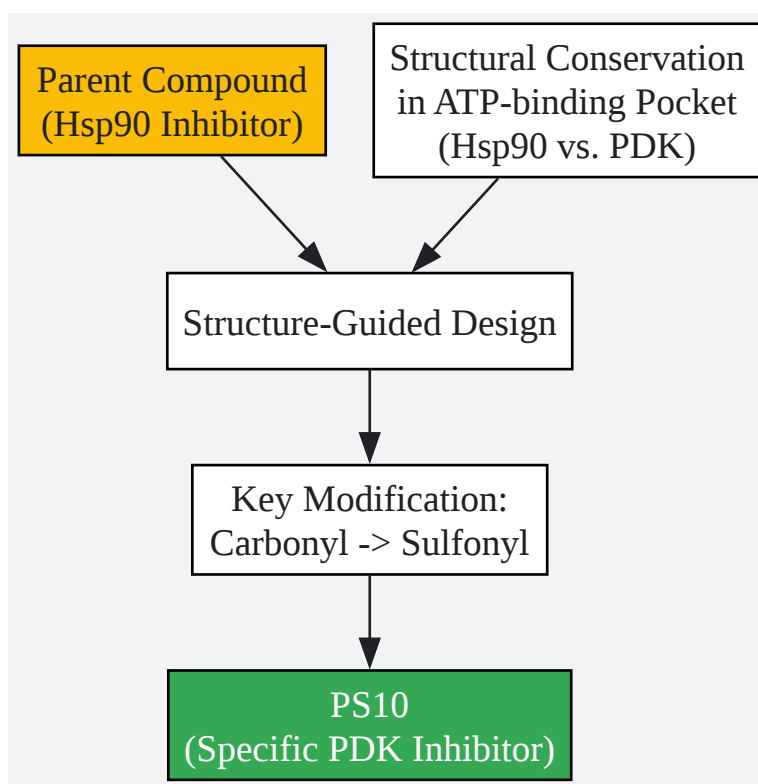 Parent Compound
(Hsp90 Inhibitor)
Structural Conservation
in ATP-binding Pocket
(Hsp90 vs. PDK)
Structure-Guided Design
Key Modification:
Carbonyl -> Sulfonyl
PS10
(Specific PDK Inhibitor)